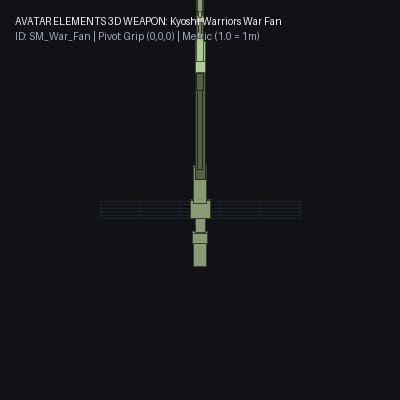 AVATAR ELEMENTS 3D WEAPON: Kyoshi Warriors War Fan
ID: SM_War_Fan | Pivot Grip (0,0,0) | Metric (1.0 = 1m)